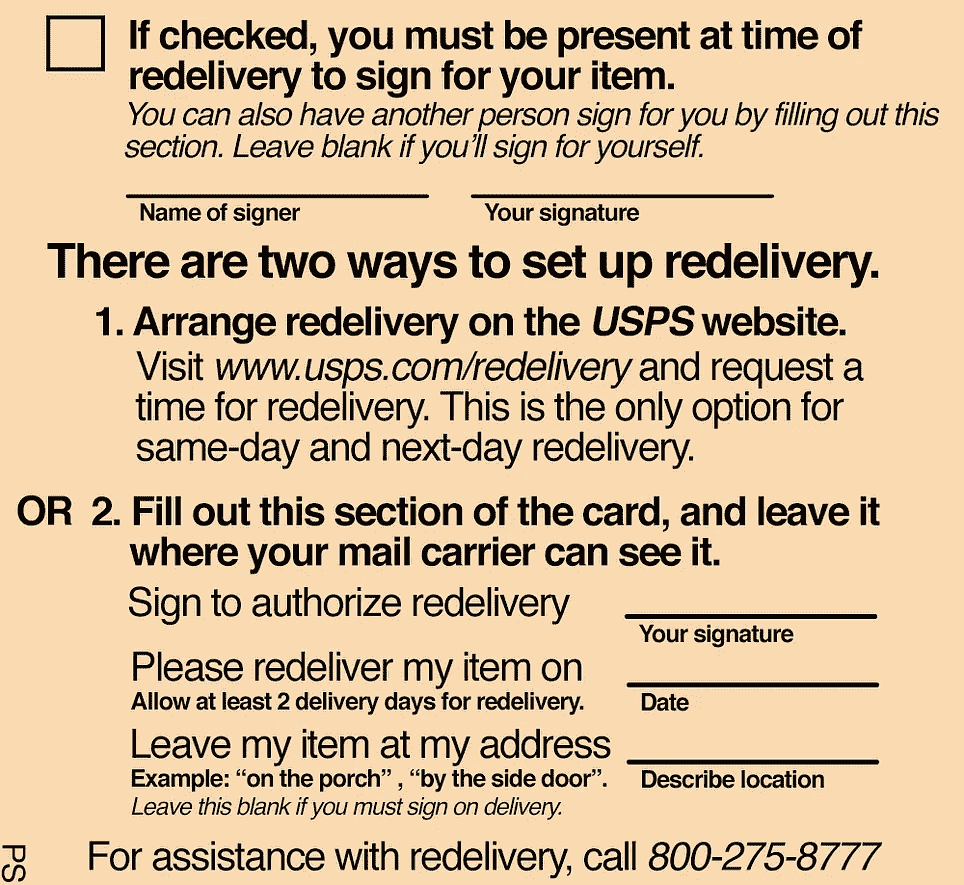 If checked, you must be present at time of
redelivery to sign for your item.
You can also have another person sign for you by filling out this
section. Leave blank if you'll sign for yourself.
Name of signer
Your signature
There are two ways to set up redelivery.
1. Arrange redelivery on the USPS website.
Visit www.usps.com/redelivery and request a
time for redelivery. This is the only option for
same-day and next-day redelivery.
OR 2. Fill out this section of the card, and leave it
where your mail carrier can see it.
Sign to authorize redelivery
Your signature
Please redeliver my item on
Allow at least 2 delivery days for redelivery.
Date
Leave my item at my address
Example: “on the porch” , “by the side door”.
Describe location
Leave this blank if you must sign on delivery.
For assistance with redelivery, call 800-275-8777
PS